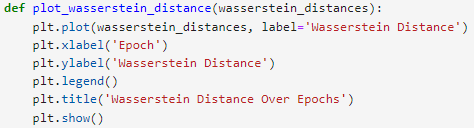 def plot_wasserstein_distance(wasserstein_distances):
    plt.plot(wasserstein_distances, label='Wasserstein Distance')
    plt.xlabel('Epoch')
    plt.ylabel('Wasserstein Distance')
    plt.legend()
    plt.title('Wasserstein Distance Over Epochs')
    plt.show()